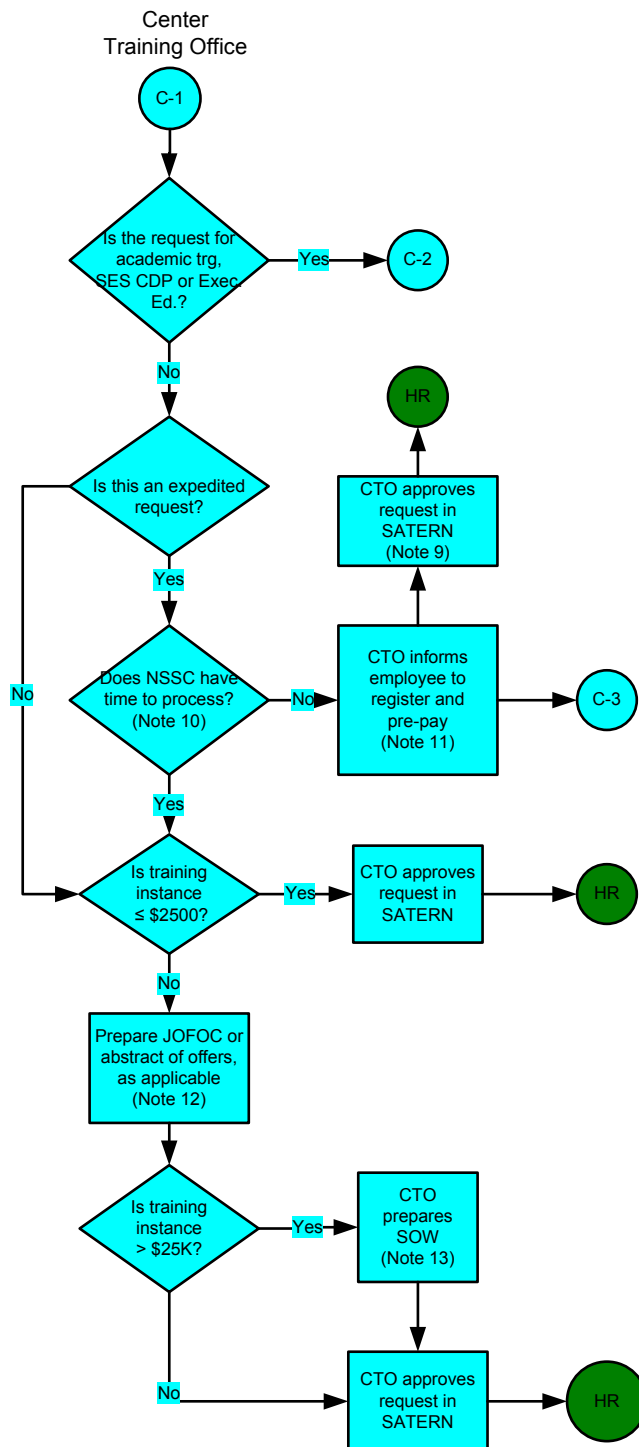 Center
Training Office
C-1
Is the request for
academic trg,
SES CDP or Exec.
Ed.?
Yes
C-2
No
HR
Is this an expedited
request?
CTO approves
request in
SATERN
(Note 9)
Yes
Does NSSC have
time to process?
(Note 10)
No
CTO informs
employee to
register and
pre-pay
(Note 11)
C-3
No
Yes
Is training
instance
≤ $2500?
Yes
CTO approves
request in
SATERN
HR
No
Prepare JOFOC or
abstract of offers,
as applicable
(Note 12)
Is training
instance
> $25K?
Yes
CTO
prepares
SOW
(Note 13)
No
CTO approves
request in
SATERN
HR